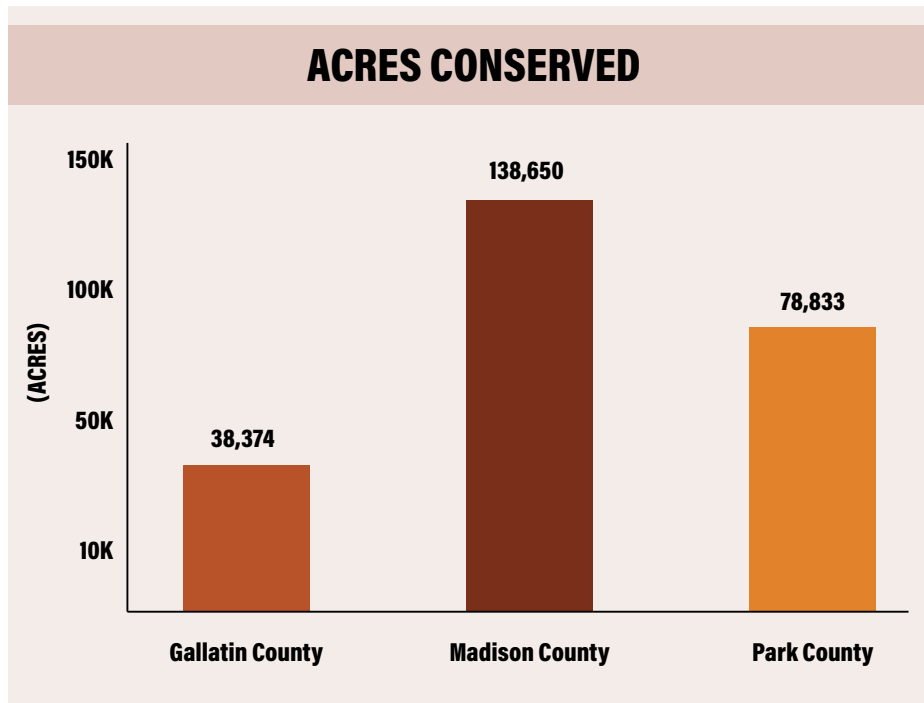 ACRES CONSERVED
150K
100K
50K
10K
(ACRES)
38,374
138,650
78,833
Gallatin County
Madison County
Park County